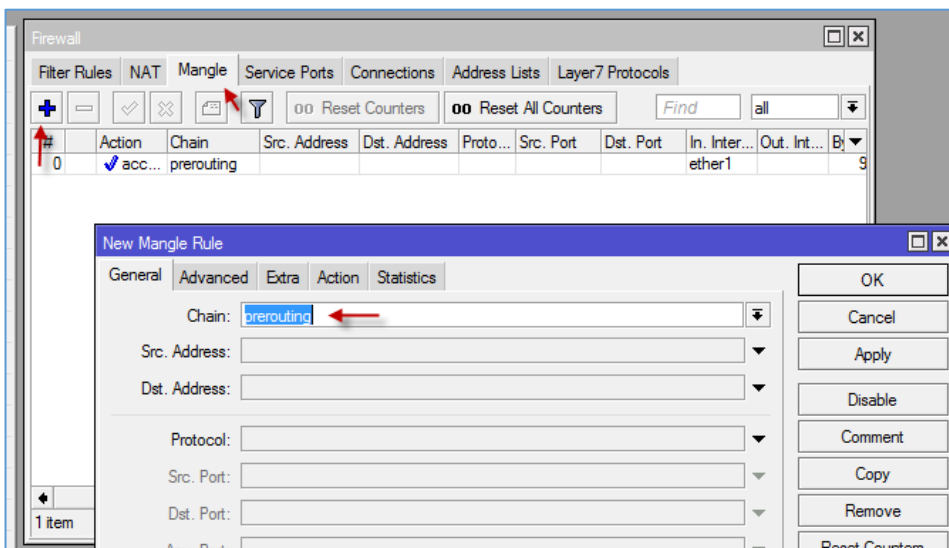 Firewall
Filter Rules NAT Mangle Service Ports Connections Address Lists Layer7 Protocols
00 Reset Counters 00 Reset All Counters Find all
# Action Chain Src. Address Dst. Address Proto... Src. Port Dst. Port In. Inter... Out. Int...
0 acc... prerouting ether1 9
New Mangle Rule
General Advanced Extra Action Statistics
OK
Chain: prerouting
Cancel
Src. Address:
Apply
Dst. Address:
Disable
Protocol:
Comment
Src. Port:
Copy
Dst. Port:
Remove
1 item
Reset Counters